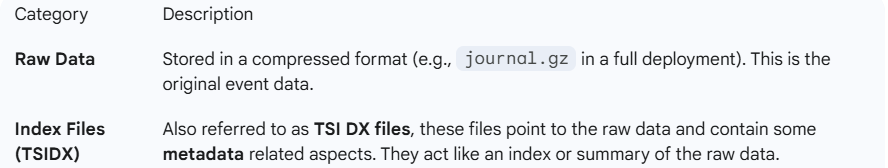 Category Description
Raw Data Stored in a compressed format (e.g., journal.gz in a full deployment). This is the
original event data.
Index Files Also referred to as TSI DX files, these files point to the raw data and contain some
(TSIDX) metadata related aspects. They act like an index or summary of the raw data.